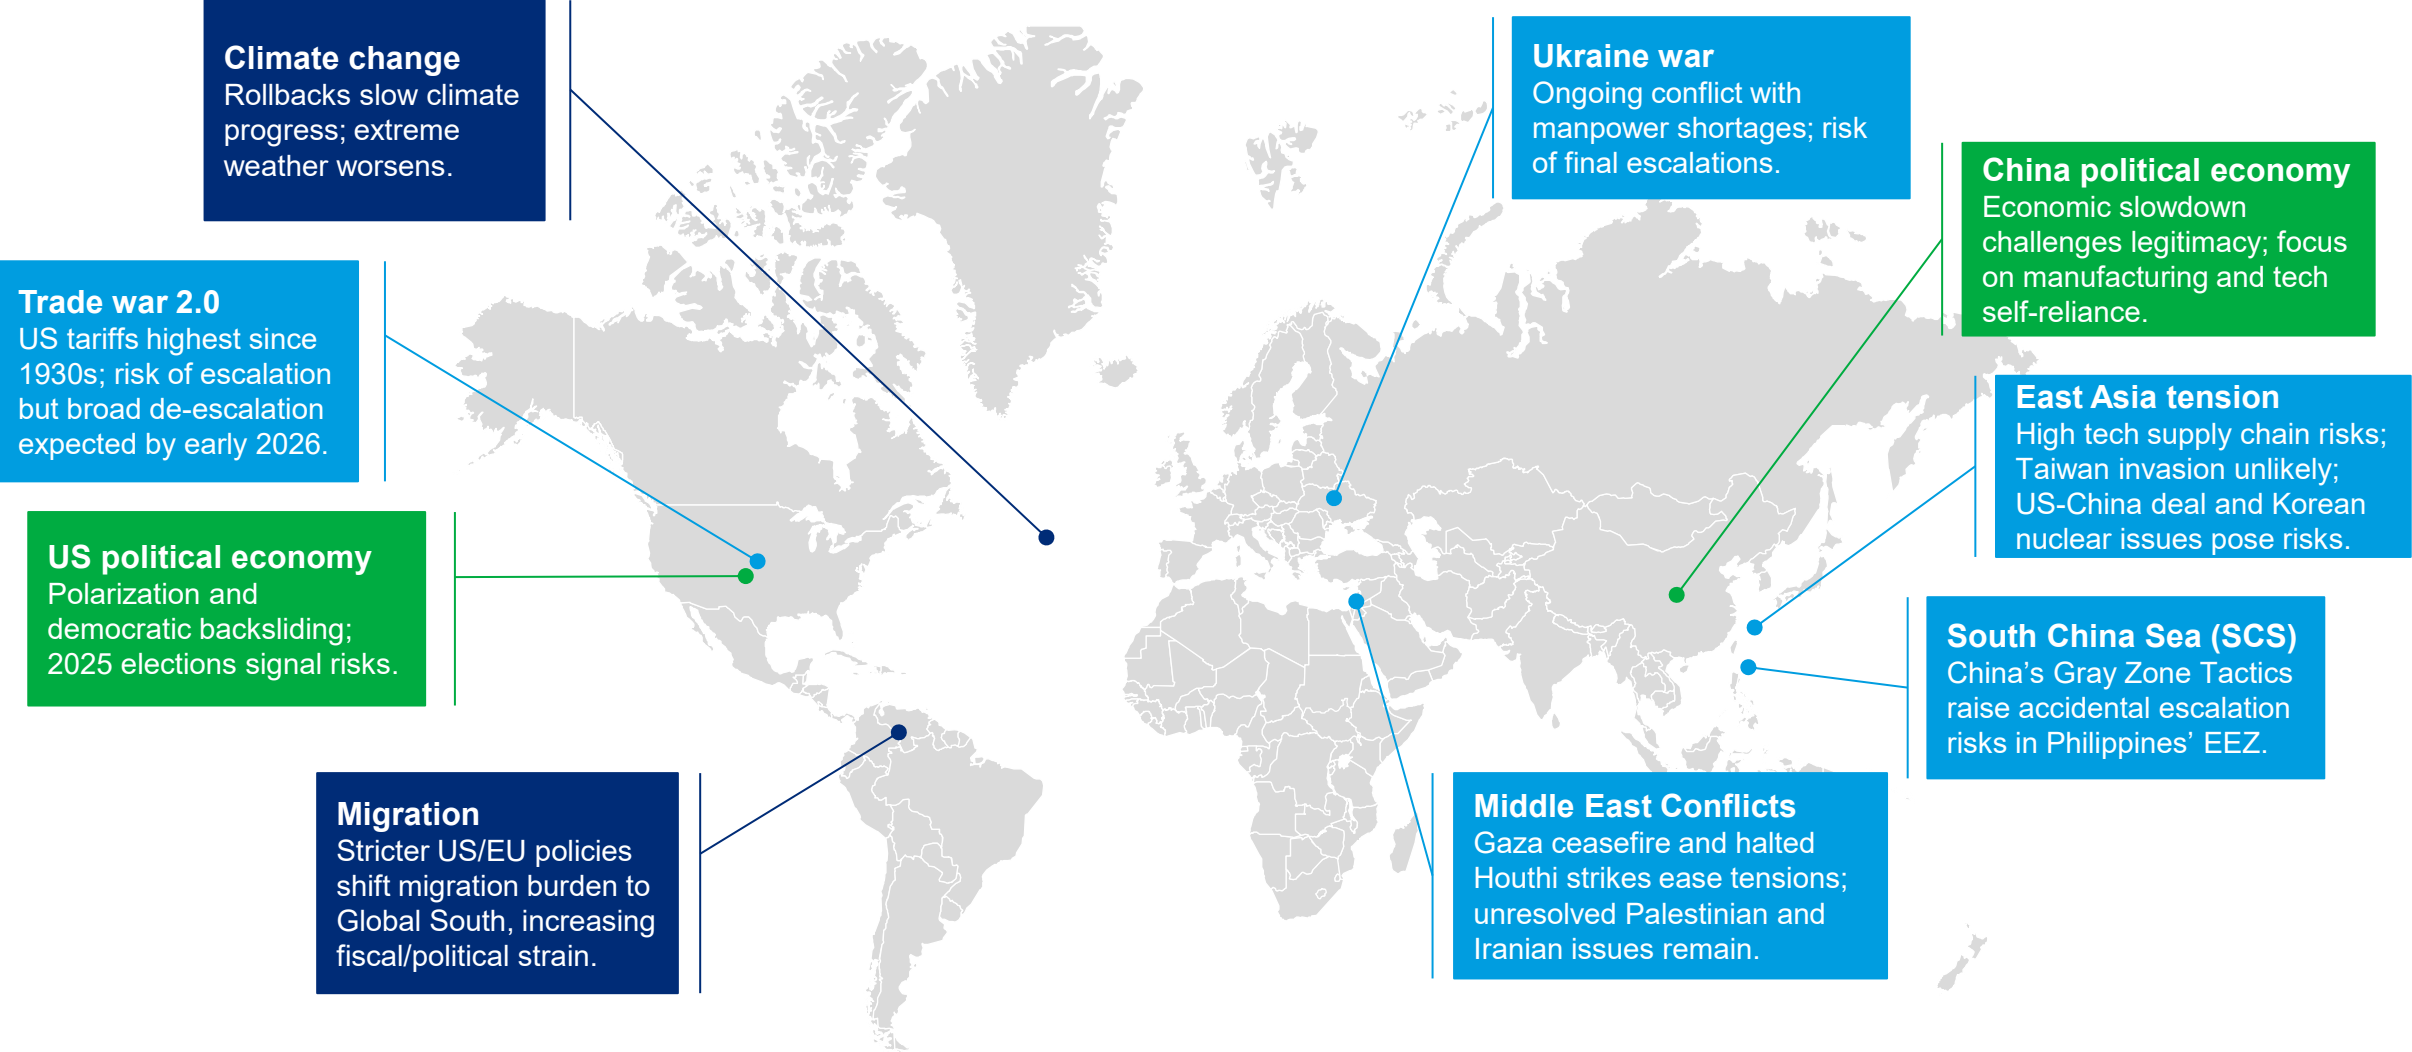 Climate change
Rollbacks slow climate
progress; extreme
weather worsens.
Trade war 2.0
US tariffs highest since
1930s; risk of escalation
but broad de-escalation
expected by early 2026.
US political economy
Polarization and
democratic backsliding;
2025 elections signal risks.
Migration
Stricter US/EU policies
shift migration burden to
Global South, increasing
fiscal/political strain.
Ukraine war
Ongoing conflict with
manpower shortages; risk
of final escalations.
China political economy
Economic slowdown
challenges legitimacy; focus
on manufacturing and tech
self-reliance.
East Asia tension
High tech supply chain risks;
Taiwan invasion unlikely;
US-China deal and Korean
nuclear issues pose risks.
South China Sea (SCS)
China’s Gray Zone Tactics
raise accidental escalation
risks in Philippines’ EEZ.
Middle East Conflicts
Gaza ceasefire and halted
Houthi strikes ease tensions;
unresolved Palestinian and
Iranian issues remain.